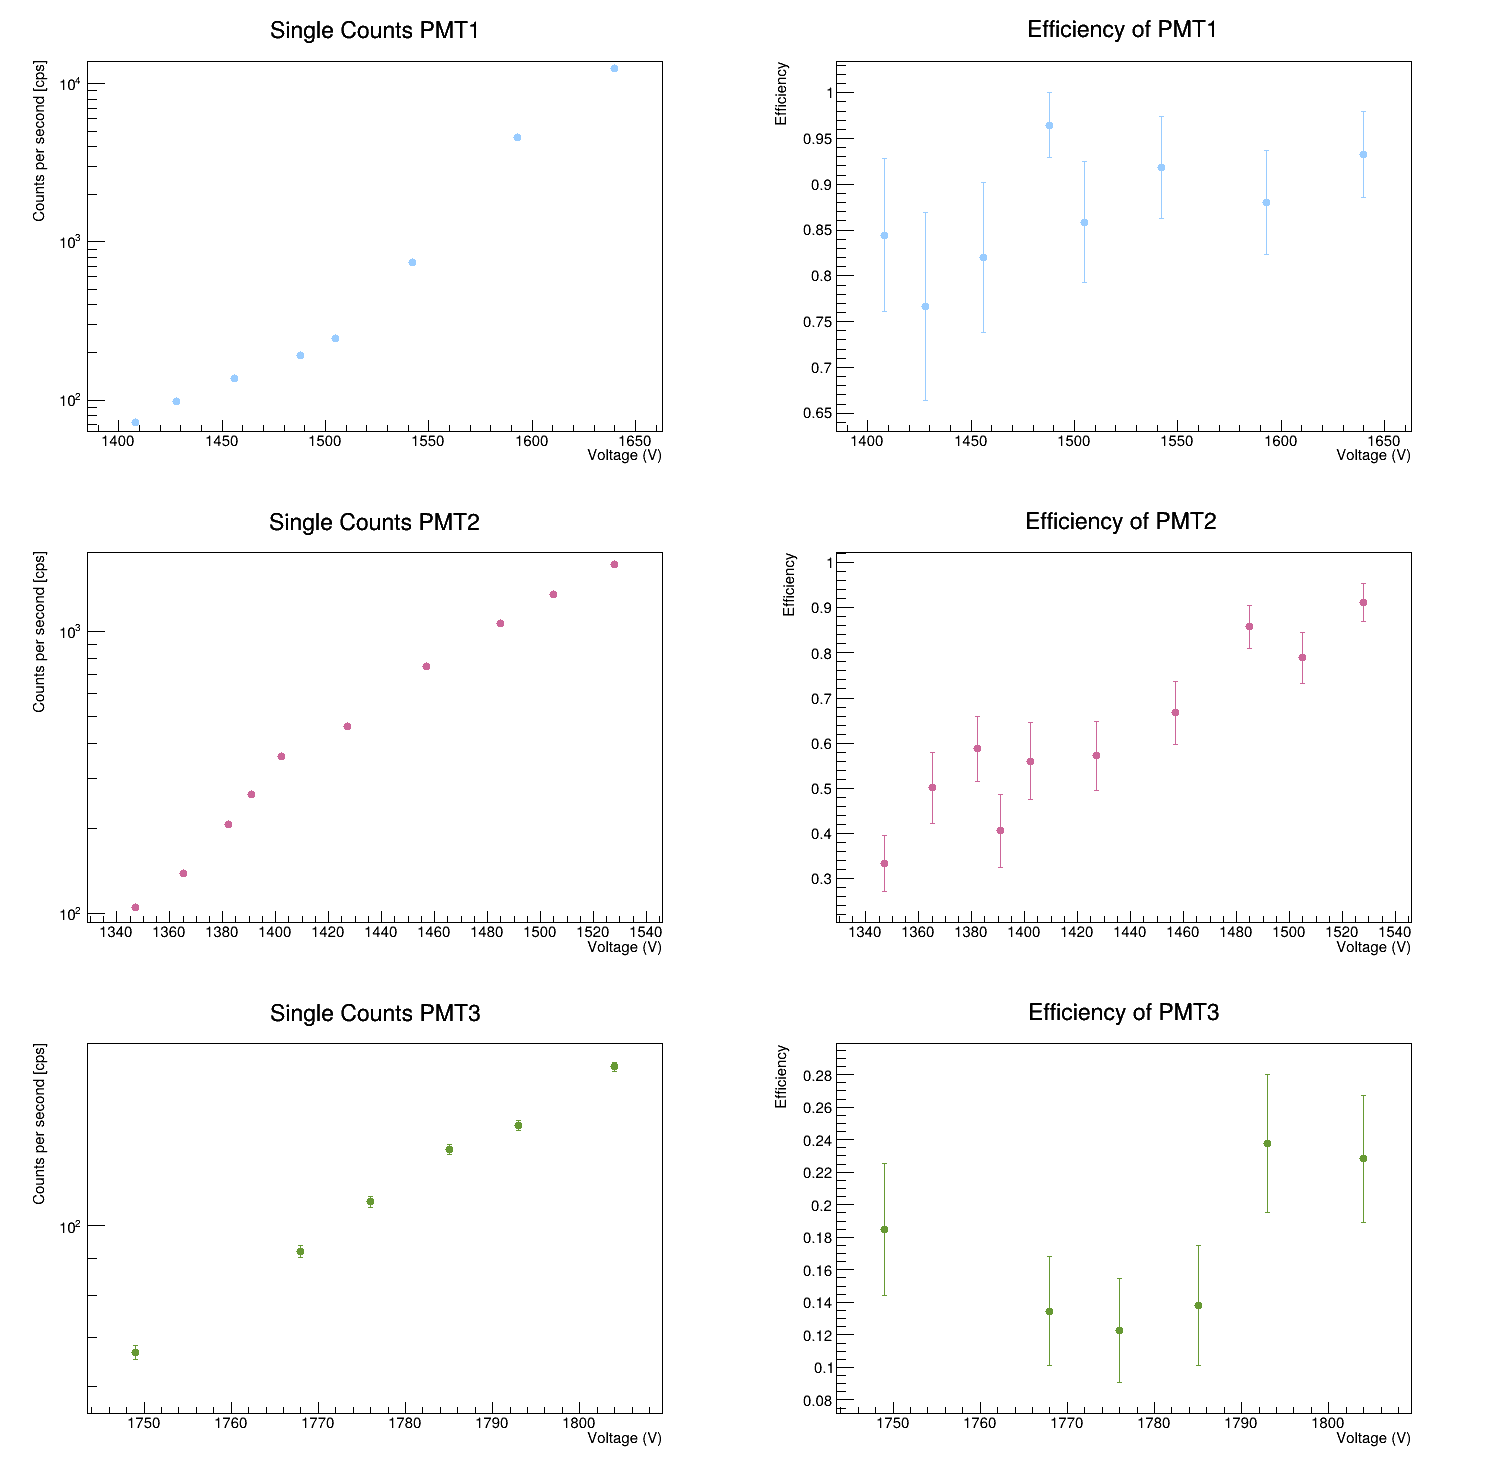 Single Counts PMT1
Counts per second [cps]
10^4
10^3
10^2
1400 1450 1500 1550 1600 1650
Voltage (V)
Efficiency of PMT1
Efficiency
1
0.95
0.9
0.85
0.8
0.75
0.7
0.65
1400 1450 1500 1550 1600 1650
Voltage (V)
Single Counts PMT2
Counts per second [cps]
10^3
10^2
1340 1360 1380 1400 1420 1440 1460 1480 1500 1520 1540
Voltage (V)
Efficiency of PMT2
Efficiency
1
0.9
0.8
0.7
0.6
0.5
0.4
0.3
1340 1360 1380 1400 1420 1440 1460 1480 1500 1520 1540
Voltage (V)
Single Counts PMT3
Counts per second [cps]
10^2
1750 1760 1770 1780 1790 1800
Voltage (V)
Efficiency of PMT3
Efficiency
0.28
0.26
0.24
0.22
0.2
0.18
0.16
0.14
0.12
0.1
0.08
1750 1760 1770 1780 1790 1800
Voltage (V)